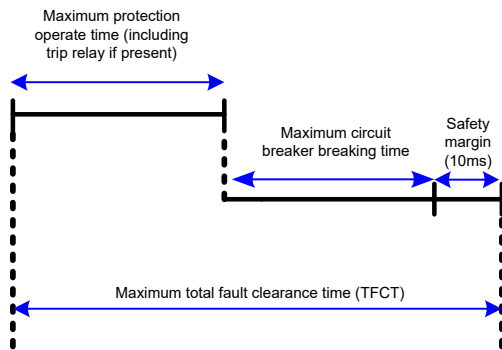 Maximum protection
operate time (including
trip relay if present)
Maximum circuit
breaker breaking time
Safety
margin
(10ms)
Maximum total fault clearance time (TFCT)